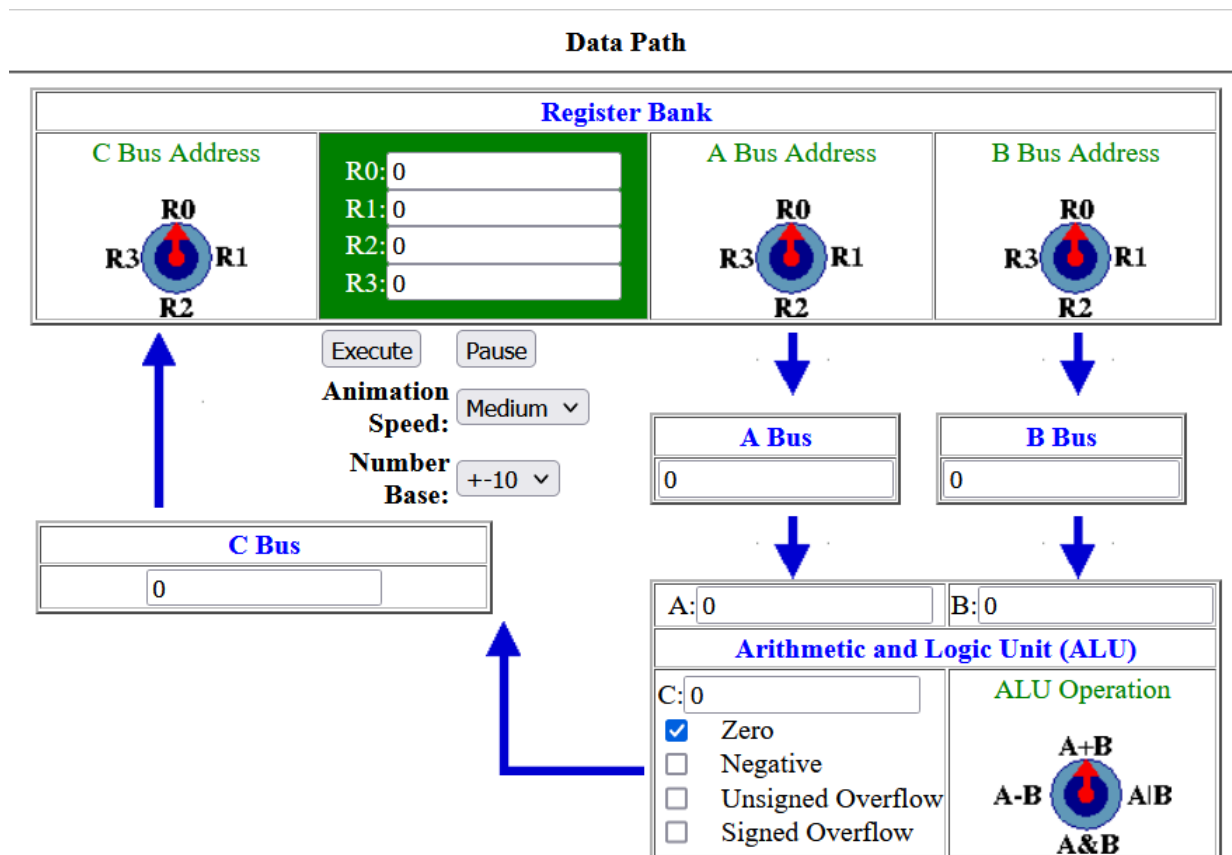 Data Path
Register Bank
C Bus Address
R0
R3
R1
R2
R0: 0
R1: 0
R2: 0
R3: 0
A Bus Address
R0
R3
R1
R2
B Bus Address
R0
R3
R1
R2
Execute
Pause
Animation
Speed:
Medium
Number
Base:
+-10
A Bus
0
B Bus
0
C Bus
0
A: 0
B: 0
Arithmetic and Logic Unit (ALU)
C: 0
Zero
Negative
Unsigned Overflow
Signed Overflow
ALU Operation
A+B
A-B
A|B
A&B